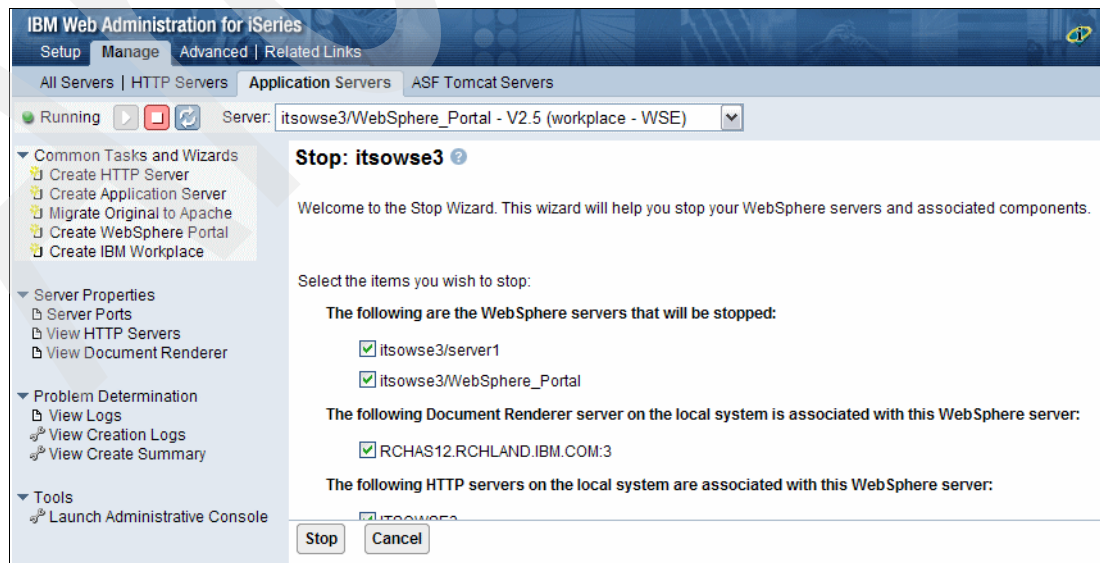 IBM Web Administration for iSeries
Setup Manage Advanced | Related Links
All Servers | HTTP Servers Application Servers ASF Tomcat Servers
Running Server: itsowse3/WebSphere_Portal - V2.5 (workplace - WSE)
Common Tasks and Wizards
Create HTTP Server
Create Application Server
Migrate Original to Apache
Create WebSphere Portal
Create IBM Workplace
Server Properties
Server Ports
View HTTP Servers
View Document Renderer
Problem Determination
View Logs
View Creation Logs
View Create Summary
Tools
Launch Administrative Console
Stop: itsowse3
Welcome to the Stop Wizard. This wizard will help you stop your WebSphere servers and associated components.
Select the items you wish to stop:
The following are the WebSphere servers that will be stopped:
itsowse3/server1
itsowse3/WebSphere_Portal
The following Document Renderer server on the local system is associated with this WebSphere server:
RCHAS12.RCHLAND.IBM.COM:3
The following HTTP servers on the local system are associated with this WebSphere server:
ITSOWSE3
Stop Cancel